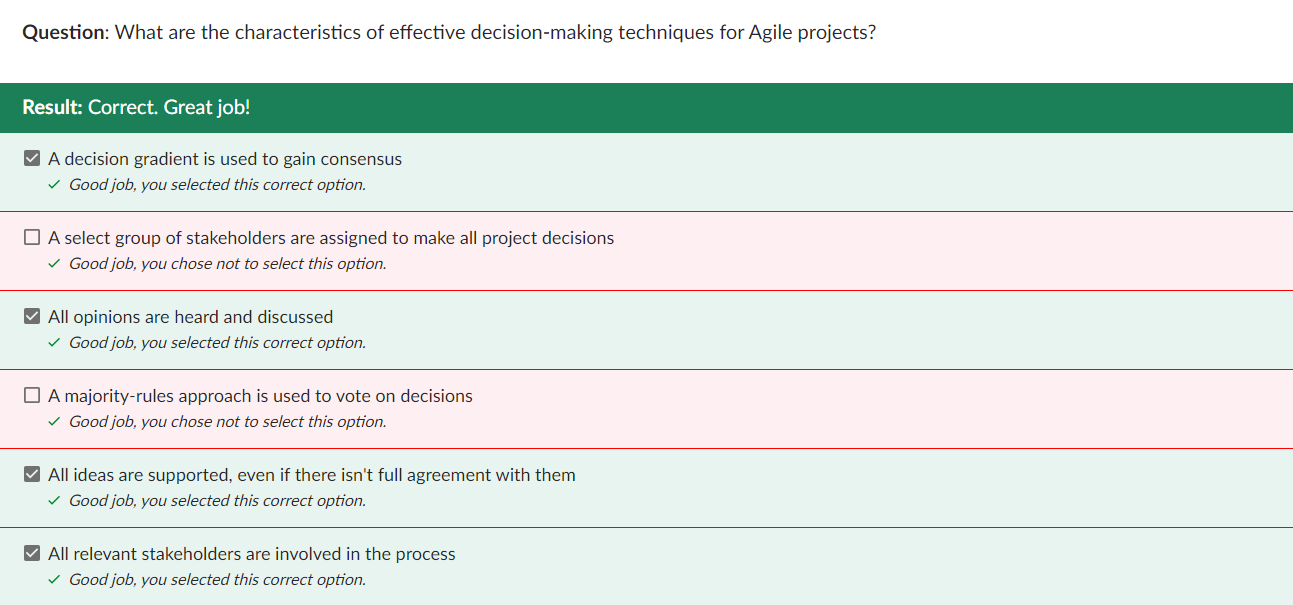 Question: What are the characteristics of effective decision-making techniques for Agile projects?
Result: Correct. Great job!
A decision gradient is used to gain consensus
Good job, you selected this correct option.
A select group of stakeholders are assigned to make all project decisions
Good job, you chose not to select this option.
All opinions are heard and discussed
Good job, you selected this correct option.
A majority-rules approach is used to vote on decisions
Good job, you chose not to select this option.
All ideas are supported, even if there isn't full agreement with them
Good job, you selected this correct option.
All relevant stakeholders are involved in the process
Good job, you selected this correct option.